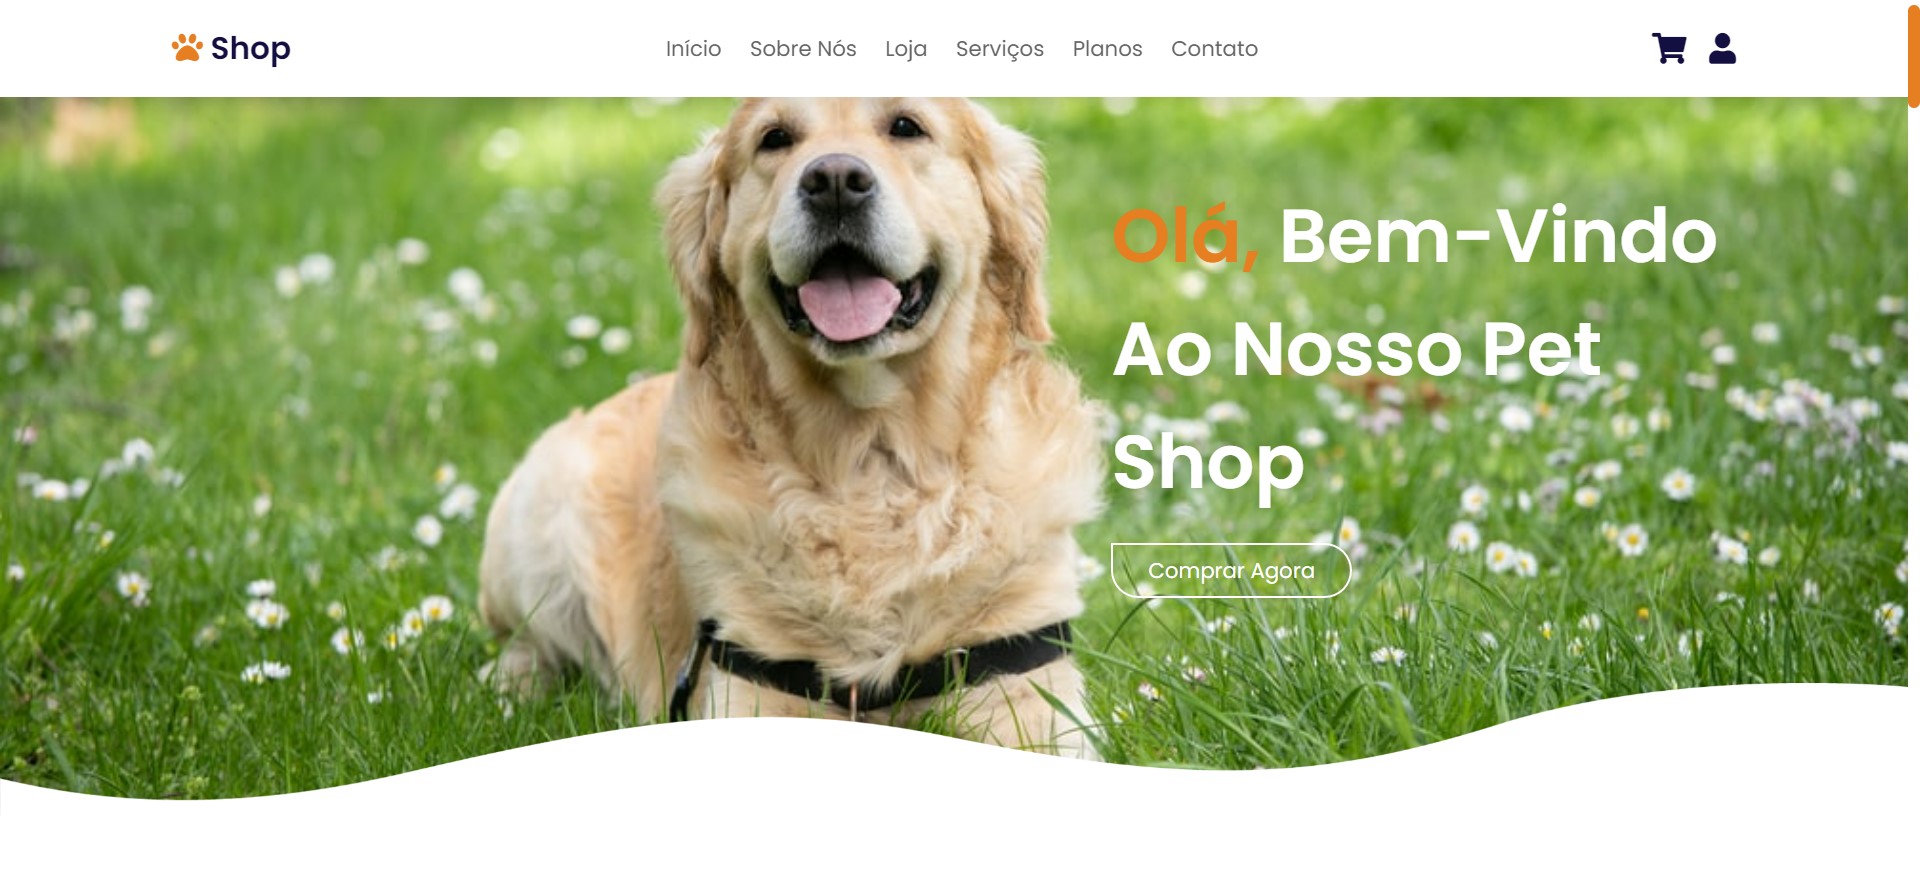 Shop
Início Sobre Nós Loja Serviços Planos Contato
Olá, Bem-Vindo
Ao Nosso Pet
Shop
Comprar Agora